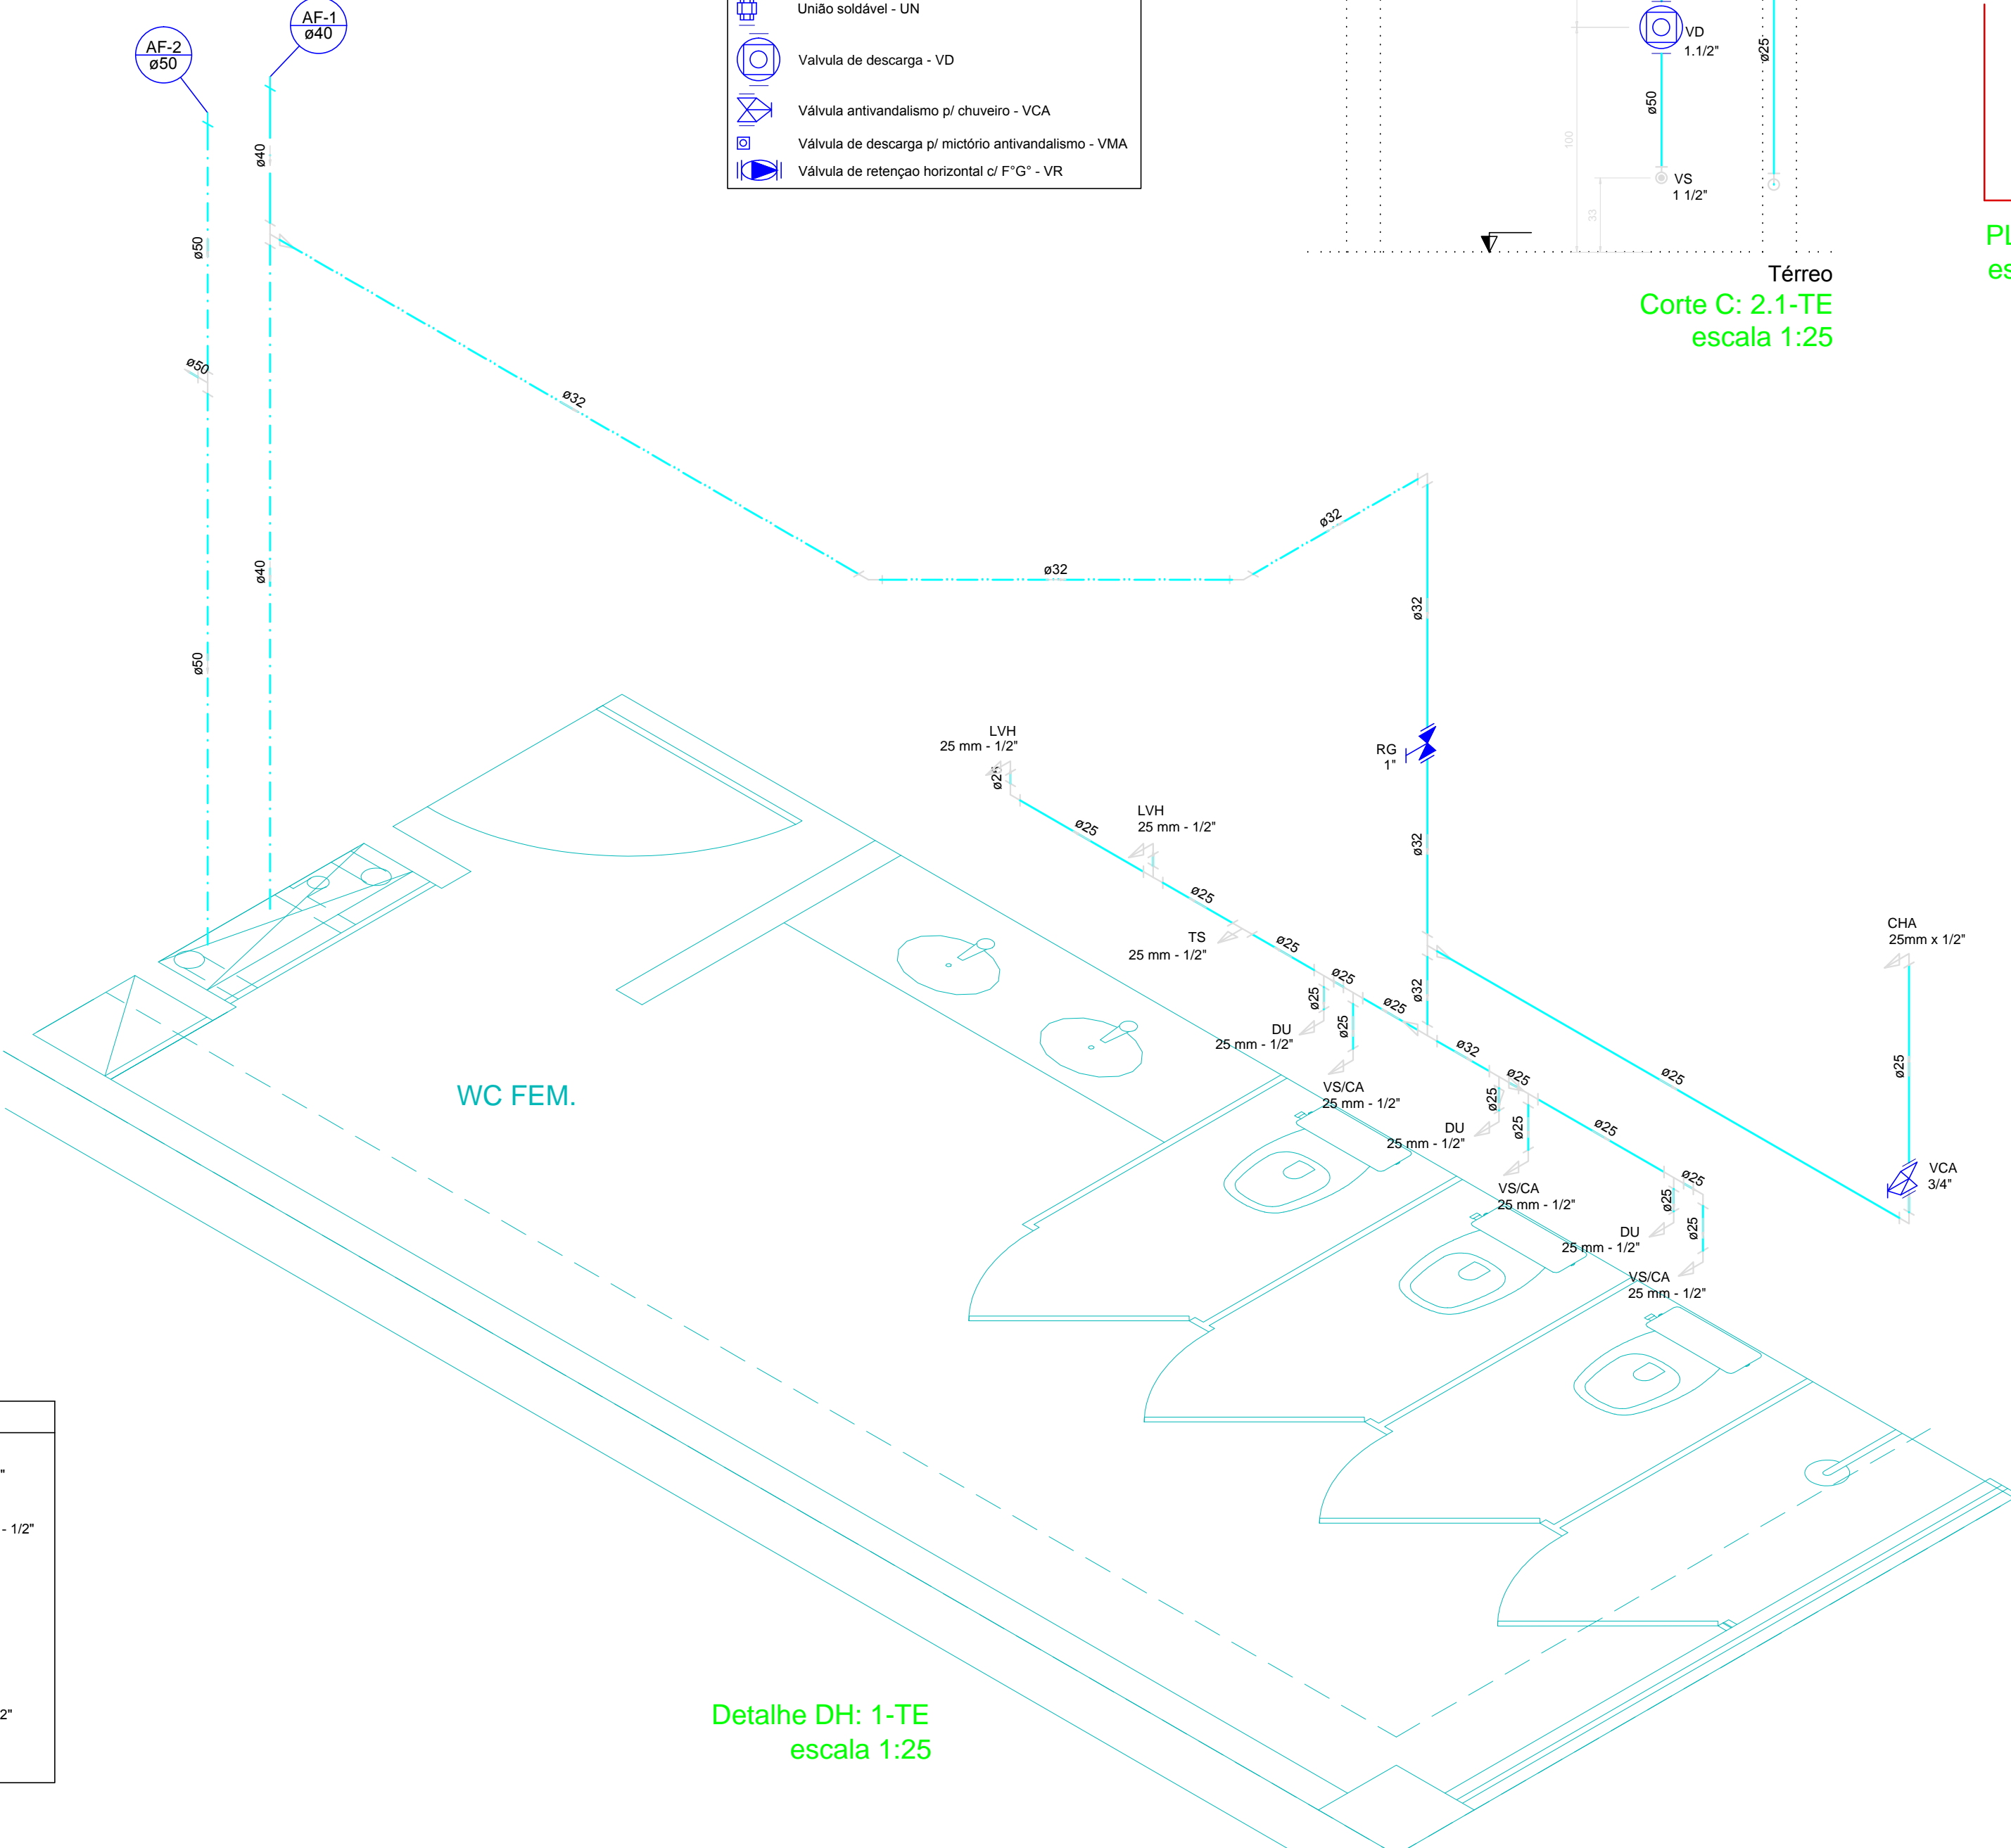 União soldável - UN
Valvula de descarga - VD
Válvula antivandalismo p/ chuveiro - VCA
Válvula de descarga p/ mictório antivandalismo - VMA
Válvula de retençao horizontal c/ F°G° - VR
AF-1
ø40
AF-2
ø50
VD
1.1/2"
ø25
ø50
100
VS
1 1/2"
33
Térreo
Corte C: 2.1-TE
escala 1:25
ø40
ø50
ø50
ø32
ø32
ø32
ø40
ø32
ø50
LVH
25 mm - 1/2"
ø25
RG
1"
LVH
25 mm - 1/2"
ø25
ø32
ø25
TS
25 mm - 1/2"
ø25
ø25
ø25
ø32
ø25
ø25
DU
25 mm - 1/2"
ø32
VS/CA
25 mm - 1/2"
ø25
ø25
ø25
DU
25 mm - 1/2"
ø25
VS/CA
25 mm - 1/2"
ø25
ø25
ø25
DU
25 mm - 1/2"
VS/CA
25 mm - 1/2"
ø25
CHA
25mm x 1/2"
ø25
VCA
3/4"
WC FEM.
"
- 1/2"
2"
Detalhe DH: 1-TE
escala 1:25